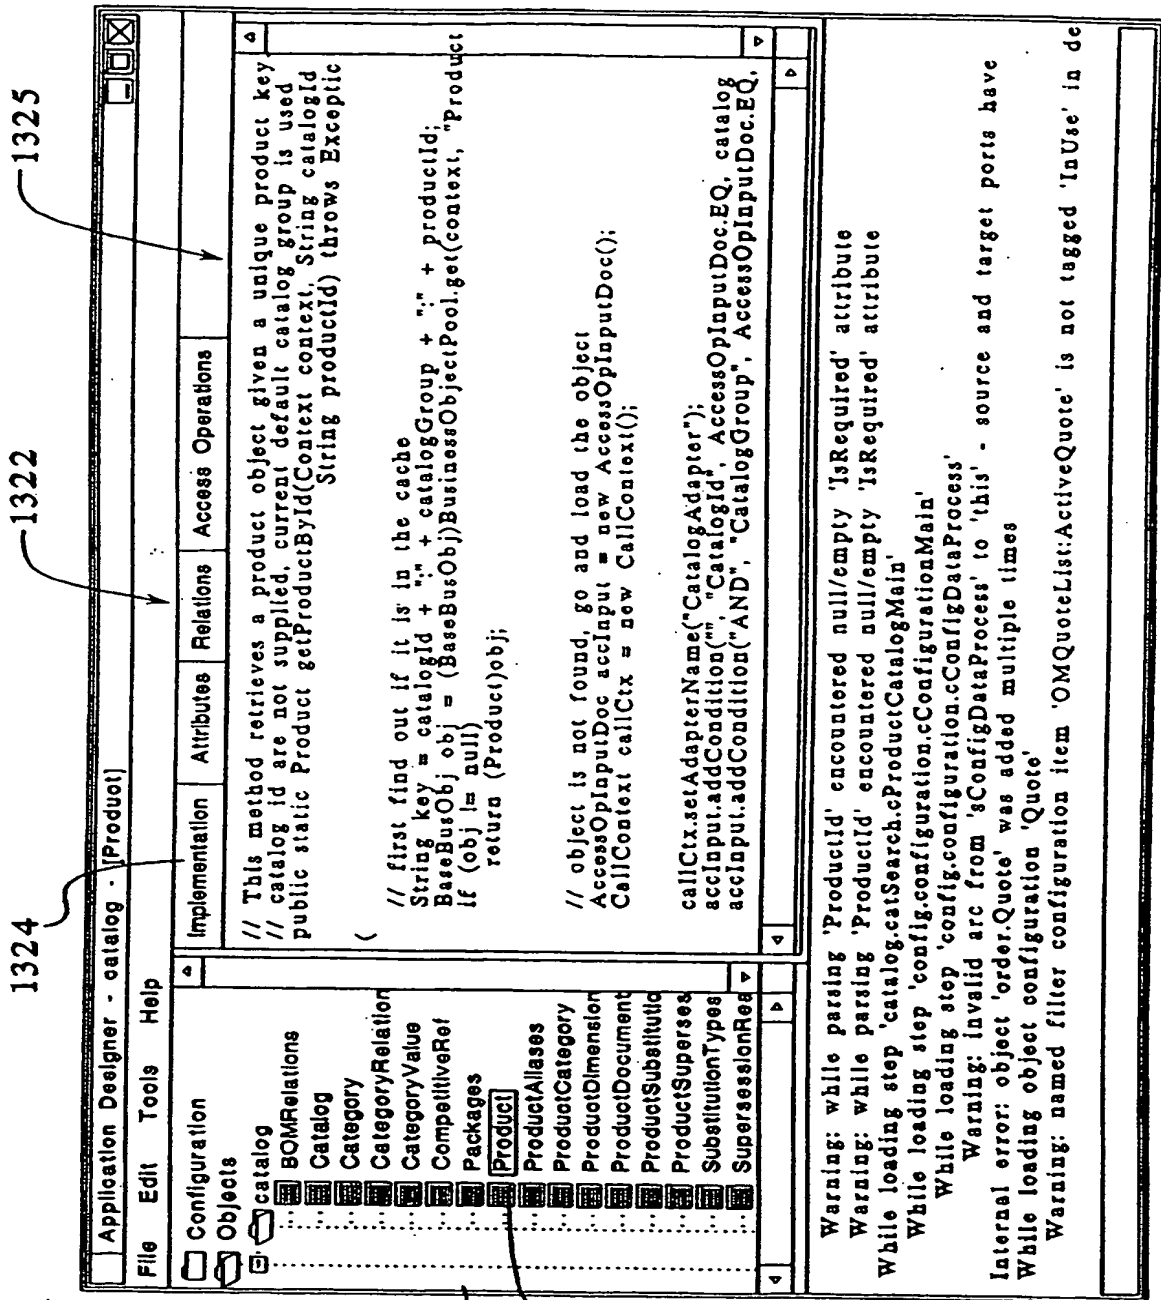 1324
1322
1325
Application Designer - catalog - [Product]
File Edit Tools Help
Configuration
Objects
catalog
BOMRelations
Catalog
Category
CategoryRelation
CategoryValue
CompetitiveRef
Packages
Product
ProductAliases
ProductCategory
ProductDimension
ProductDocument
ProductSubstitutio
ProductSuperses
SubstitutionTypes
SupersessionRea
Implementation Attributes Relations Access Operations
// This method retrieves a product object given a unique product key
// catalog id are not supplied, current default catalog group is used
public static Product getProductById(Context context, String catalogId
String productId) throws Exceptic
(
// first find out if it is in the cache
String key = catalogId + ":" + catalogGroup + ":" + productId;
BaseBusObj obj = (BaseBusObj)BusinessObjectPool.get(context, "Product
if (obj != null)
return (Product)obj;
// object is not found, go and load the object
AccessOpInputDoc accInput = new AccessOpInputDoc();
CallContext callCtx = new CallContext();
callCtx.setAdapterName("CatalogAdapter");
accInput.addCondition("", "CatalogId", AccessOpInputDoc.EQ, catalog
accInput.addCondition("AND", "CatalogGroup", AccessOpInputDoc.EQ,
Warning: while parsing 'ProductId' encountered null/empty 'IsRequired' attribute
Warning: while parsing 'ProductId' encountered null/empty 'IsRequired' attribute
While loading step 'catalog.catSearch.cProductCatalogMain'
While loading step 'config.configuration.cConfigurationMain'
While loading step 'config.configuration.cConfigDataProcess'
Warning: invalid arc from 'sConfigDataProcess' to 'this' - source and target ports have
Internal error: object 'order.Quote' was added multiple times
While loading object configuration 'Quote'
Warning: named filter configuration item 'OMQuoteList::ActiveQuote' is not tagged 'InUse' in de